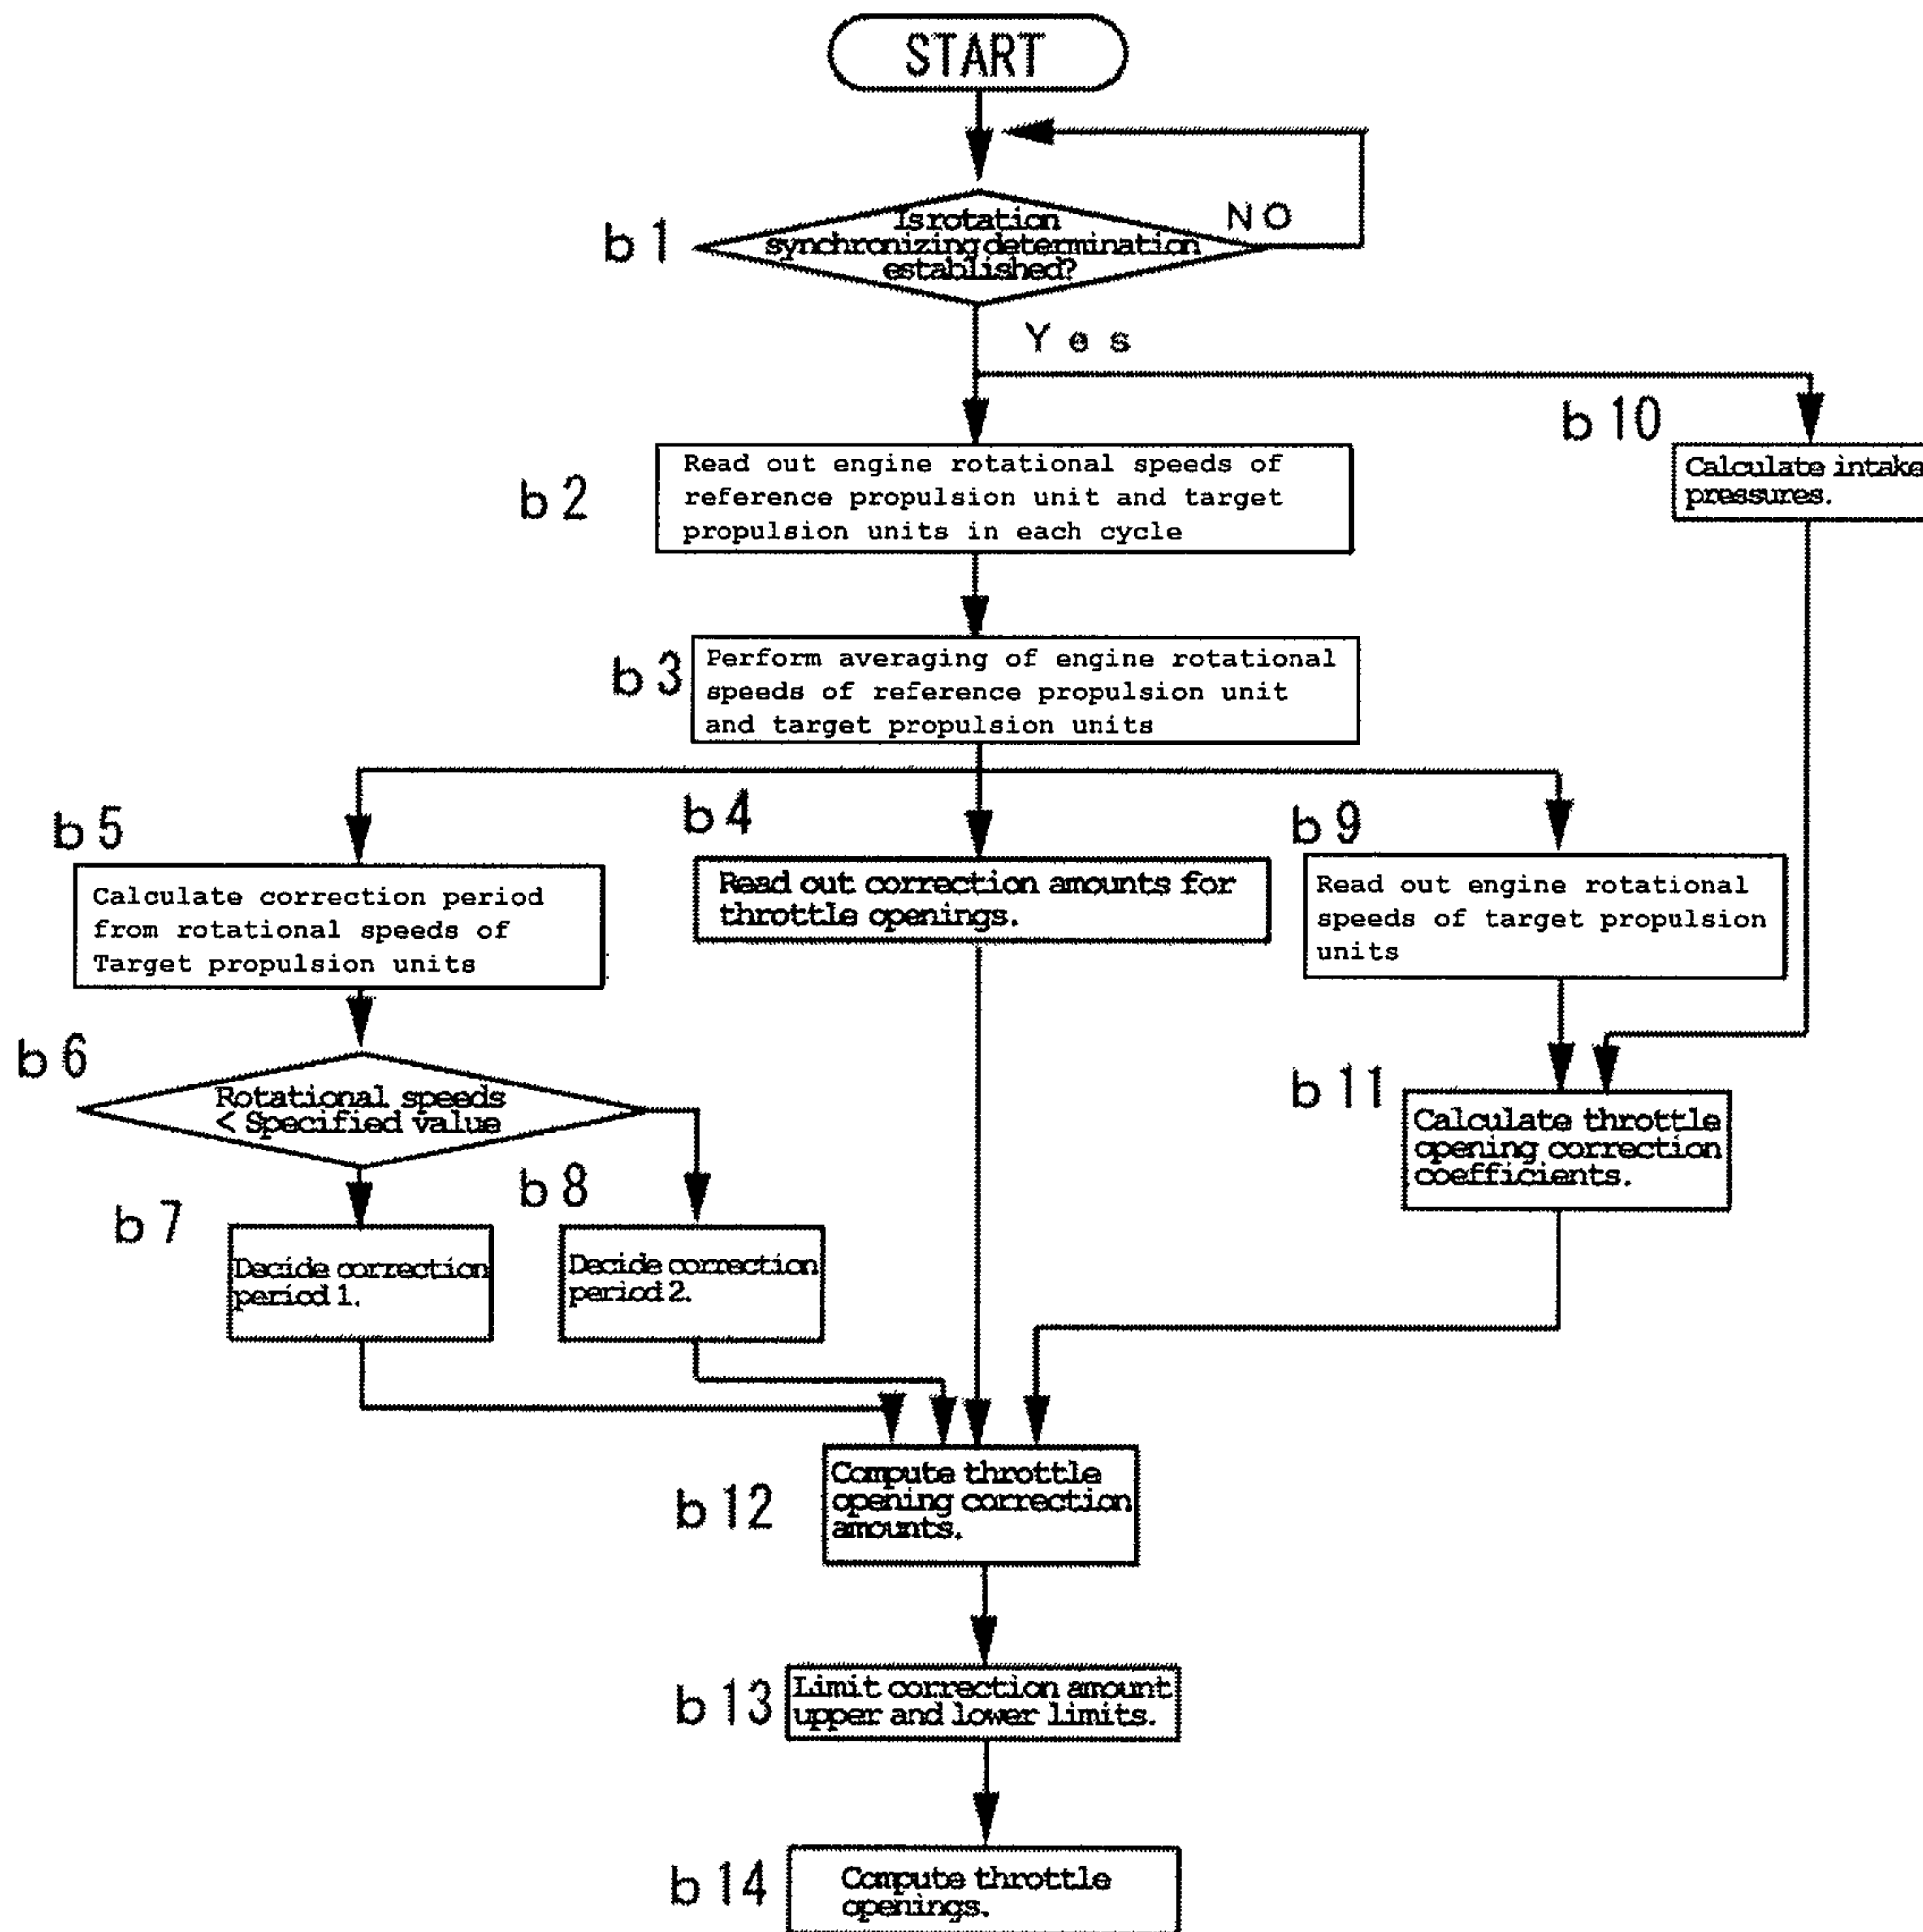 START
b1
Is rotation
synchronizing determination
established?
NO
Yes
b10
Calculate intake
pressures.
b2
Read out engine rotational speeds of
reference propulsion unit and target
propulsion units in each cycle
b3
Perform averaging of engine rotational
speeds of reference propulsion unit
and target propulsion units
b5
Calculate correction period
from rotational speeds of
Target propulsion units
b4
Read out correction amounts for
throttle openings.
b9
Read out engine rotational
speeds of target propulsion
units
b6
Rotational speeds
< Specified value
b11
Calculate throttle
opening correction
coefficients.
b7
Decide correction
period 1.
b8
Decide correction
period 2.
b12
Compute throttle
opening correction
amounts.
b13
Limit correction amount
upper and lower limits.
b14
Compute throttle
openings.